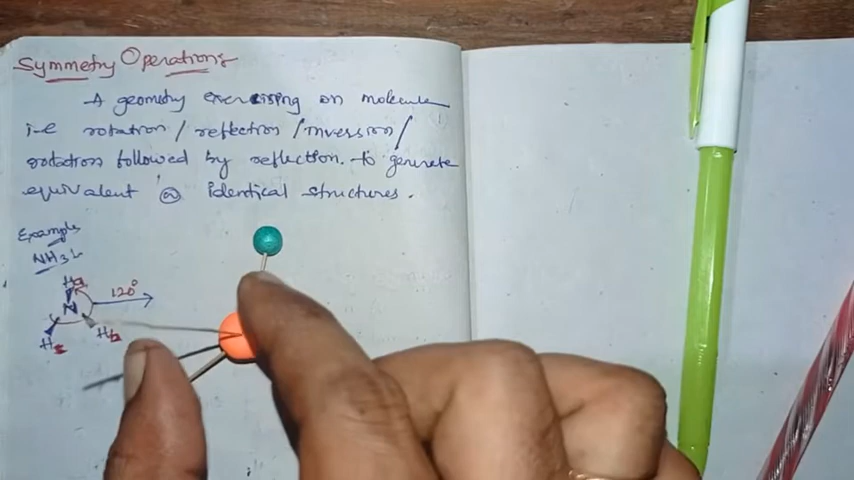 Symmetry Operations
A geometry exercising on molecule
i-e rotation / reflection / inversion /
rotation followed by reflection. to generate
equivalent @ identical structures.
Example
NH3
H
N 120°
H H